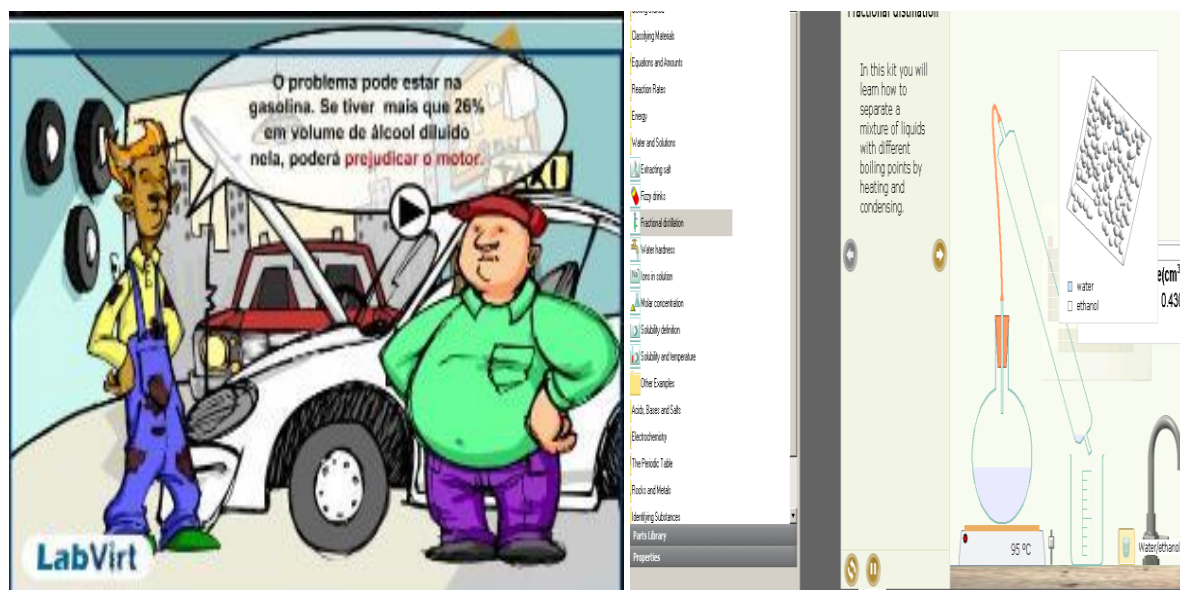 O problema pode estar na
gasolina. Se tiver mais que 26%
em volume de álcool diluído
nela, poderá prejudicar o motor.
LabVirt
Classifying Materials
Equations and Amounts
Reaction Rates
Energy
Water and Solutions
Extracting salt
Fizzy drinks
Fractional distillation
Water hardness
Ions in solution
Molar concentration
Solubility definition
Solubility and temperature
Other Examples
Acids, Bases and Salts
Electrochemistry
The Periodic Table
Rocks and Metals
Identifying Substances
Parts Library
Properties
Fractional distillation
In this kit you will
learn how to
separate a
mixture of liquids
with different
boiling points by
heating and
condensing.
water
ethanol
e(cm³
0.430
95 ºC
Water/ethanol